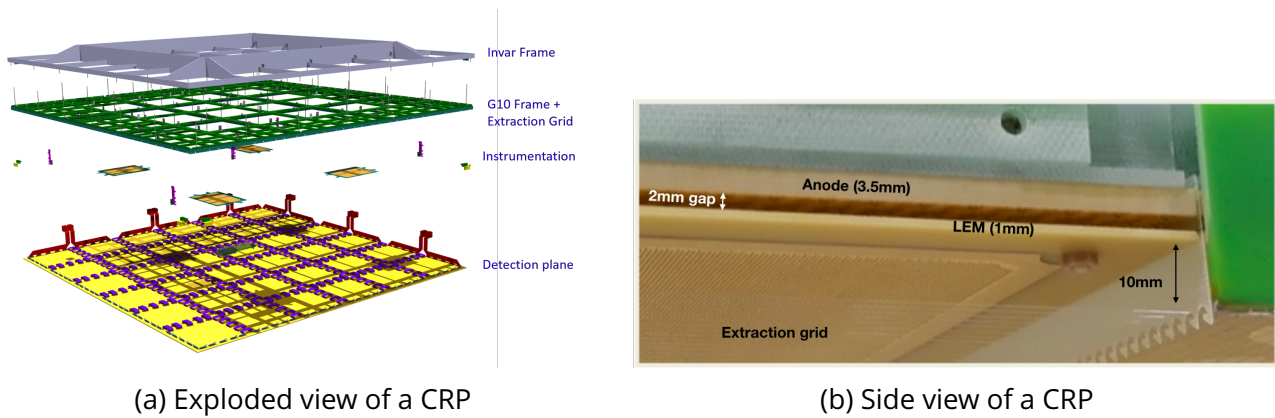 Invar Frame
G10 Frame +
Extraction Grid
Instrumentation
Detection plane
(a) Exploded view of a CRP
Anode (3.5mm)
2mm gap
LEM (1mm)
10mm
Extraction grid
(b) Side view of a CRP